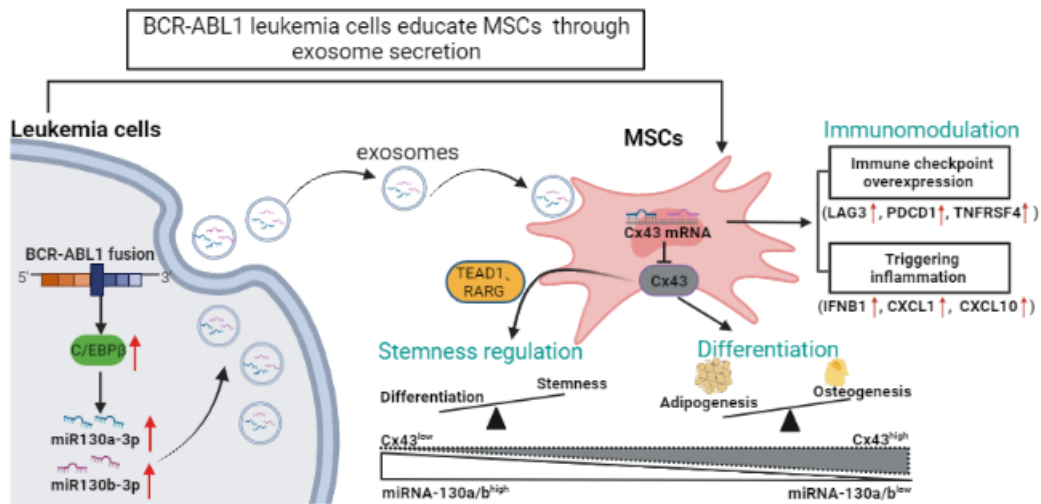 BCR-ABL1 leukemia cells educate MSCs through
exosome secretion
Leukemia cells
exosomes
MSCs
Immunomodulation
Immune checkpoint
overexpression
(LAG3↑, PDCD1↑, TNFRSF4↑)
Triggering
inflammation
(IFNB1↑, CXCL1↑, CXCL10↑)
BCR-ABL1 fusion
5'
3'
C/EBPβ
miR130a-3p
miR130b-3p
Cx43 mRNA
Cx43
TEAD1、
RARG
Stemness regulation
Differentiation
Stemness
Differentiation
Adipogenesis
Osteogenesis
Cx43low
Cx43high
miRNA-130a/bhigh
miRNA-130a/blow